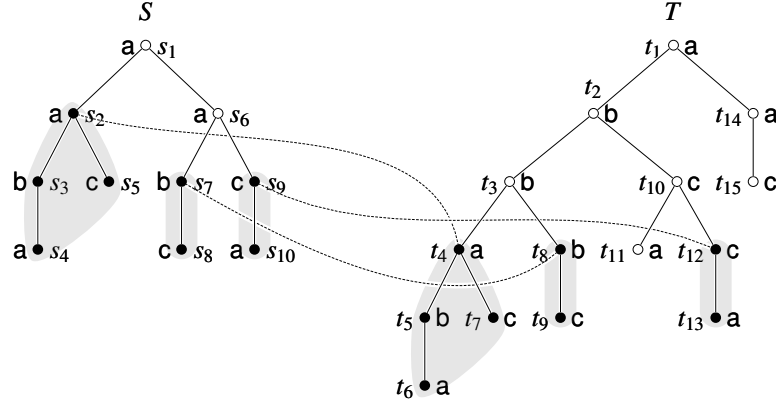 S T
a s1 t1 a
t2
a s2 a s6 b t14 a
b s3 c s5 b s7 c s9 t3 b t10 c t15 c
a s4 c s8 a s10 t4 a t8 b t11 a t12 c
t5 b t7 c t9 c t13 a
t6 a